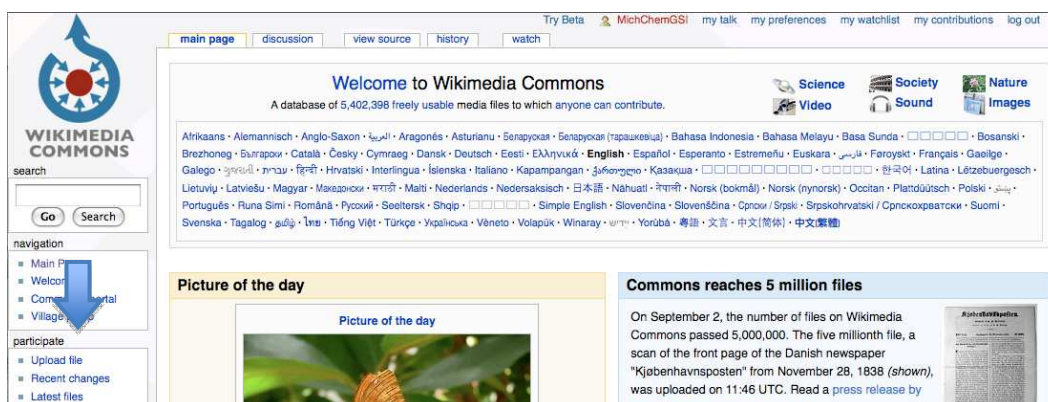 Try Beta MichChemGSI my talk my preferences my watchlist my contributions log out
main page discussion view source history watch
Welcome to Wikimedia Commons
A database of 5,402,398 freely usable media files to which anyone can contribute.
Science Society Nature
Video Sound Images
WIKIMEDIA
COMMONS
Afrikaans · Alemannisch · Anglo-Saxon · العربية · Aragonés · Asturianu · Беларуская · Беларуская (тарашкевіца) · Bahasa Indonesia · Bahasa Melayu · Basa Sunda · Bosanski ·
Brezhoneg · Български · Català · Česky · Cymraeg · Dansk · Deutsch · Eesti · Ελληνικά · English · Español · Esperanto · Estremeñu · Euskara · فارسی · Føroyskt · Français · Gaeilge ·
Galego · ગુજરાતી · עברית · हिन्दी · Hrvatski · Interlingua · Íslenska · Italiano · Kapampangan · ქართული · Қазақша · 한국어 · Latina · Lëtzebuergesch ·
Lietuvių · Latviešu · Magyar · Македонски · मराठी · Malti · Nederlands · Nedersaksisch · 日本語 · Nāhuatl · नेपाली · Norsk (bokmål) · Norsk (nynorsk) · Occitan · Plattdüütsch · Polski · پښتو ·
Português · Runa Simi · Română · Русский · Seeltersk · Shqip · Simple English · Slovenčina · Slovenščina · Српски / Srpski · Srpskohrvatski / Српскохрватски · Suomi ·
Svenska · Tagalog · தமிழ் · ไทย · Tiếng Việt · Türkçe · Українська · Vèneto · Volapük · Winaray · ייִדיש · Yorùbá · 粵語 · 文言 · 中文(简体) · 中文(繁體)
search
Go Search
navigation
Main
Village
participate
Upload file
Recent changes
Latest files
Picture of the day
Picture of the day
Commons reaches 5 million files
On September 2, the number of files on Wikimedia
Commons passed 5,000,000. The five millionth file, a
scan of the front page of the Danish newspaper
"Kjøbenhavnsposten" from November 28, 1838 (shown),
was uploaded on 11:46 UTC. Read a press release by
Kjøbenhavnsposten.